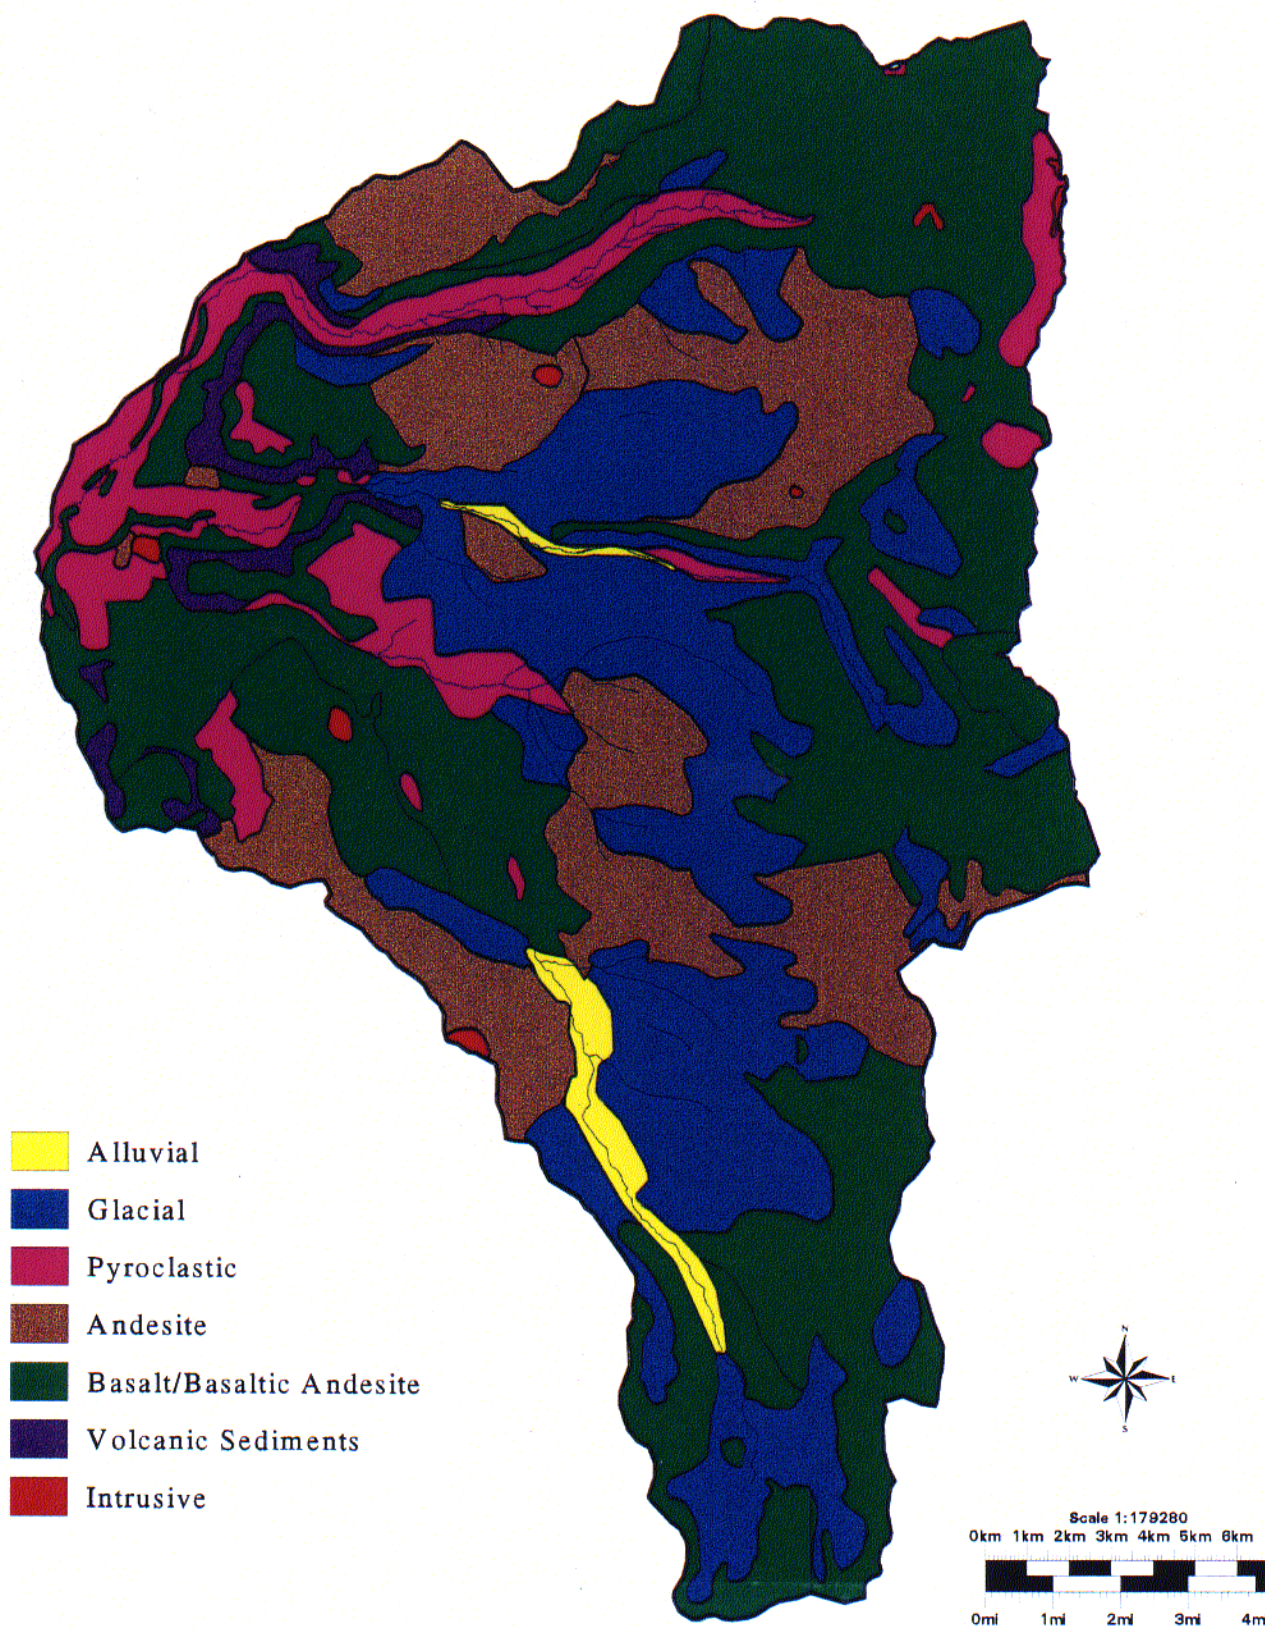 Alluvial
Glacial
Pyroclastic
Andesite
Basalt/Basaltic Andesite
Volcanic Sediments
Intrusive
N
W E
S
Scale 1:179280
0km 1km 2km 3km 4km 5km 6km
0mi 1mi 2mi 3mi 4m